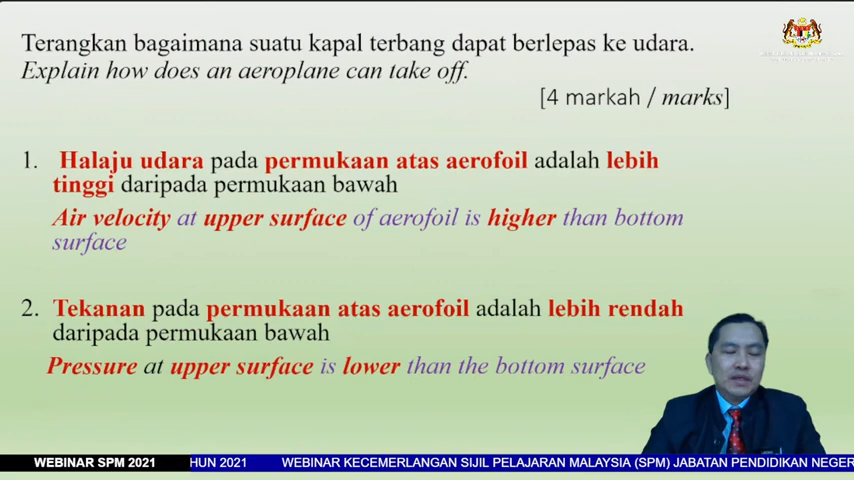 Terangkan bagaimana suatu kapal terbang dapat berlepas ke udara.
Explain how does an aeroplane can take off.
[4 markah / marks]
1. Halaju udara pada permukaan atas aerofoil adalah lebih
tinggi daripada permukaan bawah
Air velocity at upper surface of aerofoil is higher than bottom
surface
2. Tekanan pada permukaan atas aerofoil adalah lebih rendah
daripada permukaan bawah
Pressure at upper surface is lower than the bottom surface
WEBINAR SPM 2021 HUN 2021 WEBINAR KECEMERLANGAN SIJIL PELAJARAN MALAYSIA (SPM) JABATAN PENDIDIKAN NEGER